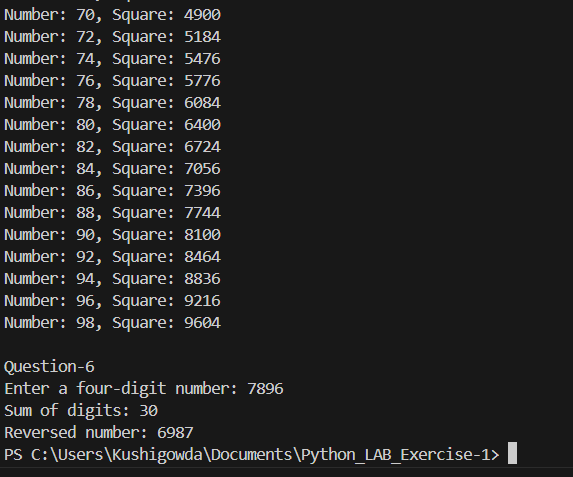 Number: 70, Square: 4900
Number: 72, Square: 5184
Number: 74, Square: 5476
Number: 76, Square: 5776
Number: 78, Square: 6084
Number: 80, Square: 6400
Number: 82, Square: 6724
Number: 84, Square: 7056
Number: 86, Square: 7396
Number: 88, Square: 7744
Number: 90, Square: 8100
Number: 92, Square: 8464
Number: 94, Square: 8836
Number: 96, Square: 9216
Number: 98, Square: 9604
Question-6
Enter a four-digit number: 7896
Sum of digits: 30
Reversed number: 6987
PS C:\Users\Kushigowda\Documents\Python_LAB_Exercise-1>